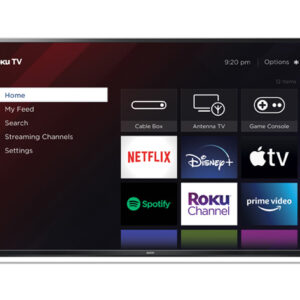 oku TV
9:20 pm | Options ✱
12 items
Home
My Feed
Search
Streaming Channels
Settings
Cable Box
Antenna TV
Game Console
NETFLIX
Disney+
tv
Spotify
Roku
Channel
prime video